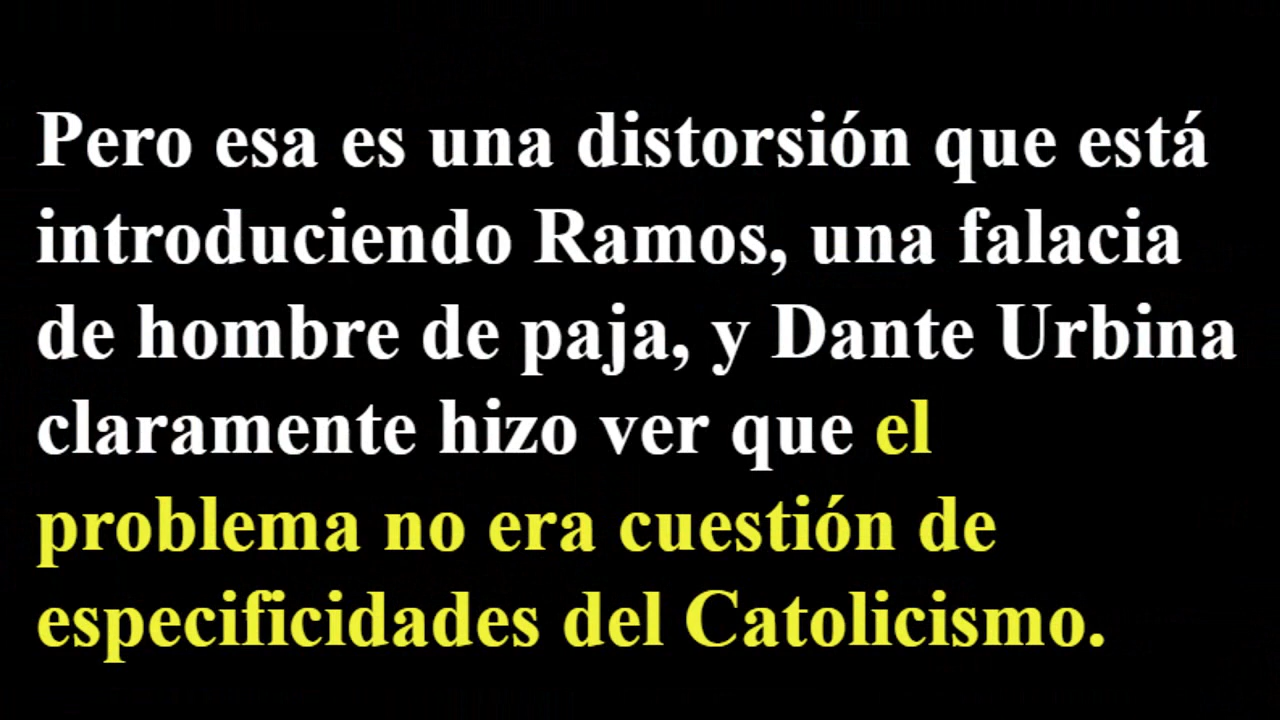 Pero esa es una distorsión que está
introduciendo Ramos, una falacia
de hombre de paja, y Dante Urbina
claramente hizo ver que el
problema no era cuestión de
especificidades del Catolicismo.